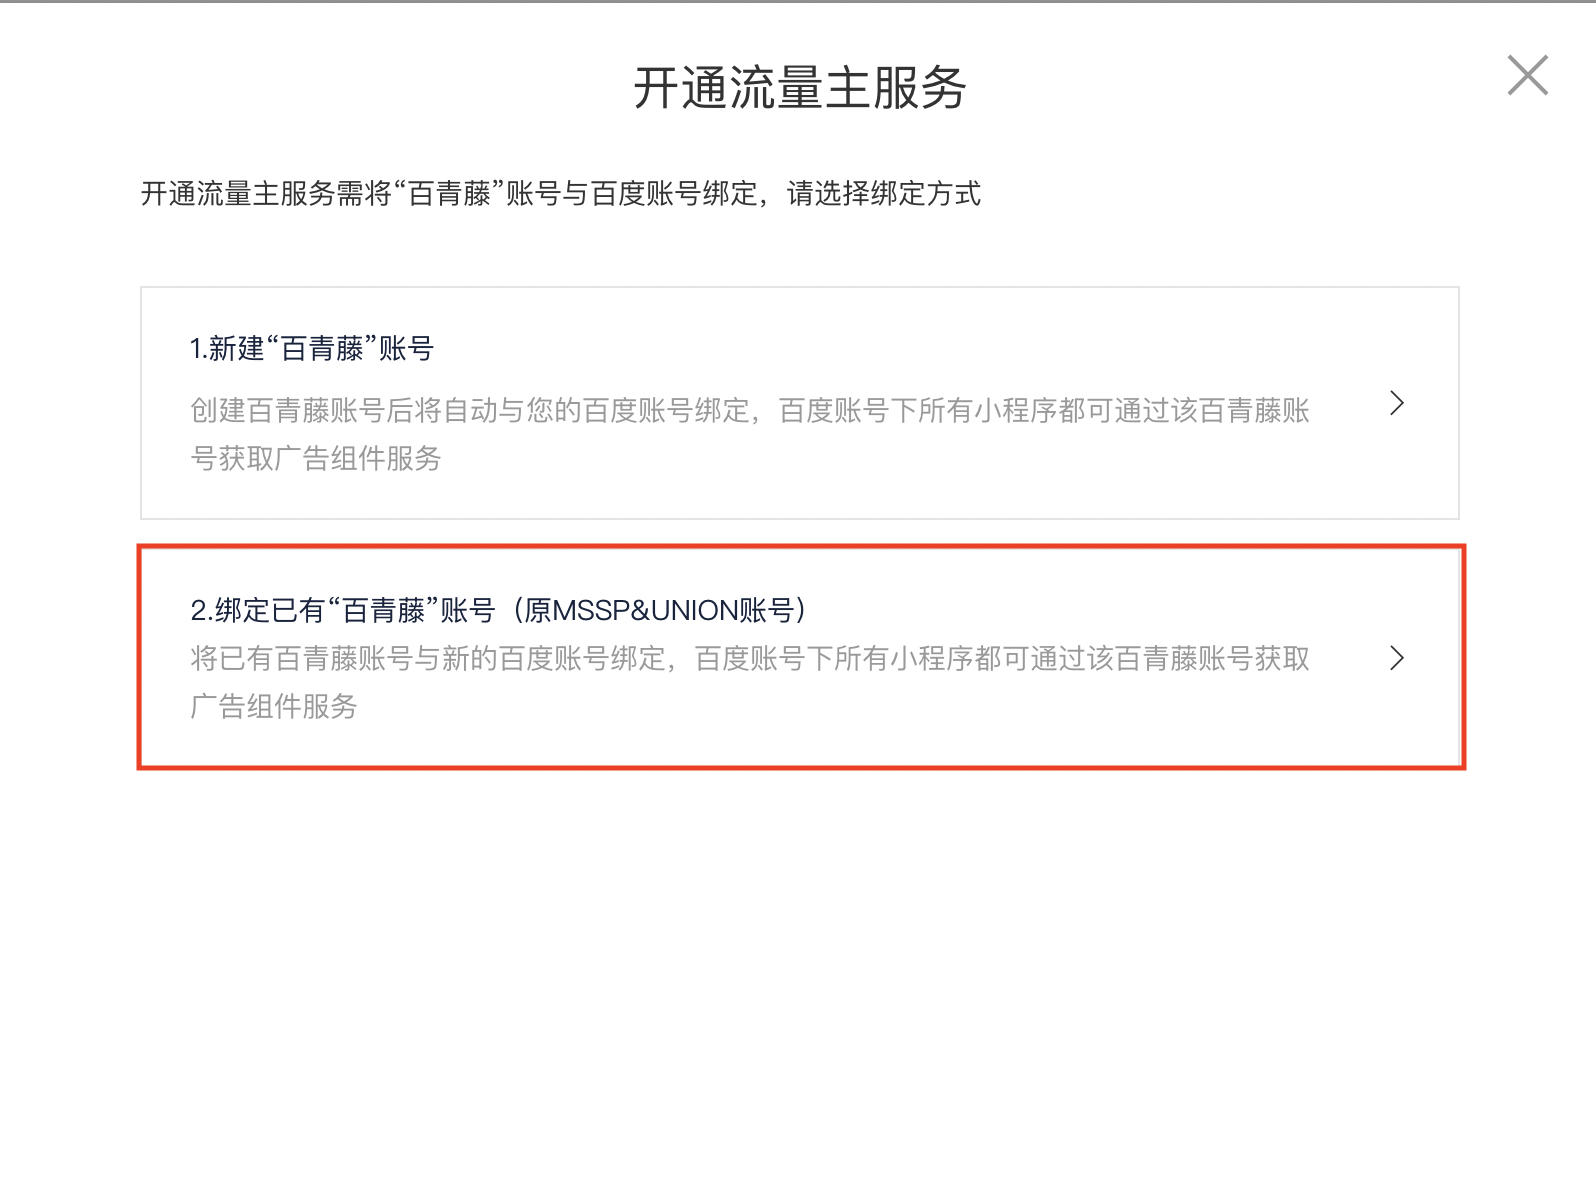 开通流量主服务
开通流量主服务需将“百青藤”账号与百度账号绑定，请选择绑定方式
1.新建“百青藤”账号
创建百青藤账号后将自动与您的百度账号绑定，百度账号下所有小程序都可通过该百青藤账
号获取广告组件服务
2.绑定已有“百青藤”账号（原MSSP&UNION账号）
将已有百青藤账号与新的百度账号绑定，百度账号下所有小程序都可通过该百青藤账号获取
广告组件服务